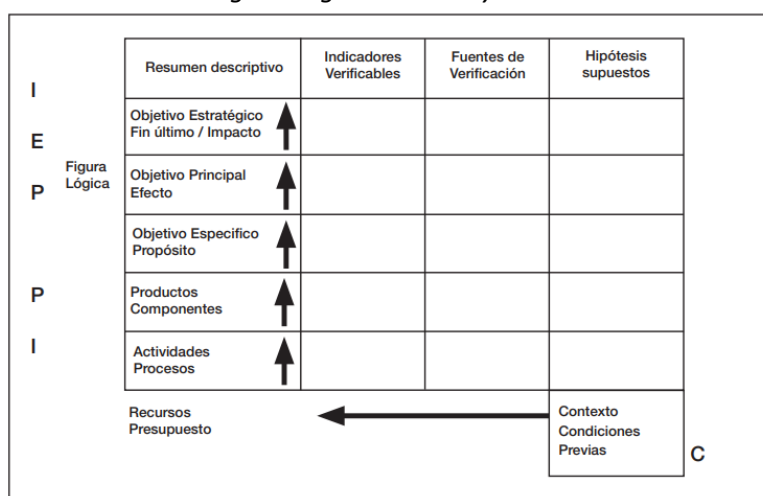 Resumen descriptivo
Indicadores
Verificables
Fuentes de
Verificación
Hipótesis
supuestos
I
E
P
P
I
Figura
Lógica
Objetivo Estratégico
Fin último / Impacto
Objetivo Principal
Efecto
Objetivo Especifico
Propósito
Productos
Componentes
Actividades
Procesos
Recursos
Presupuesto
Contexto
Condiciones
Previas
C